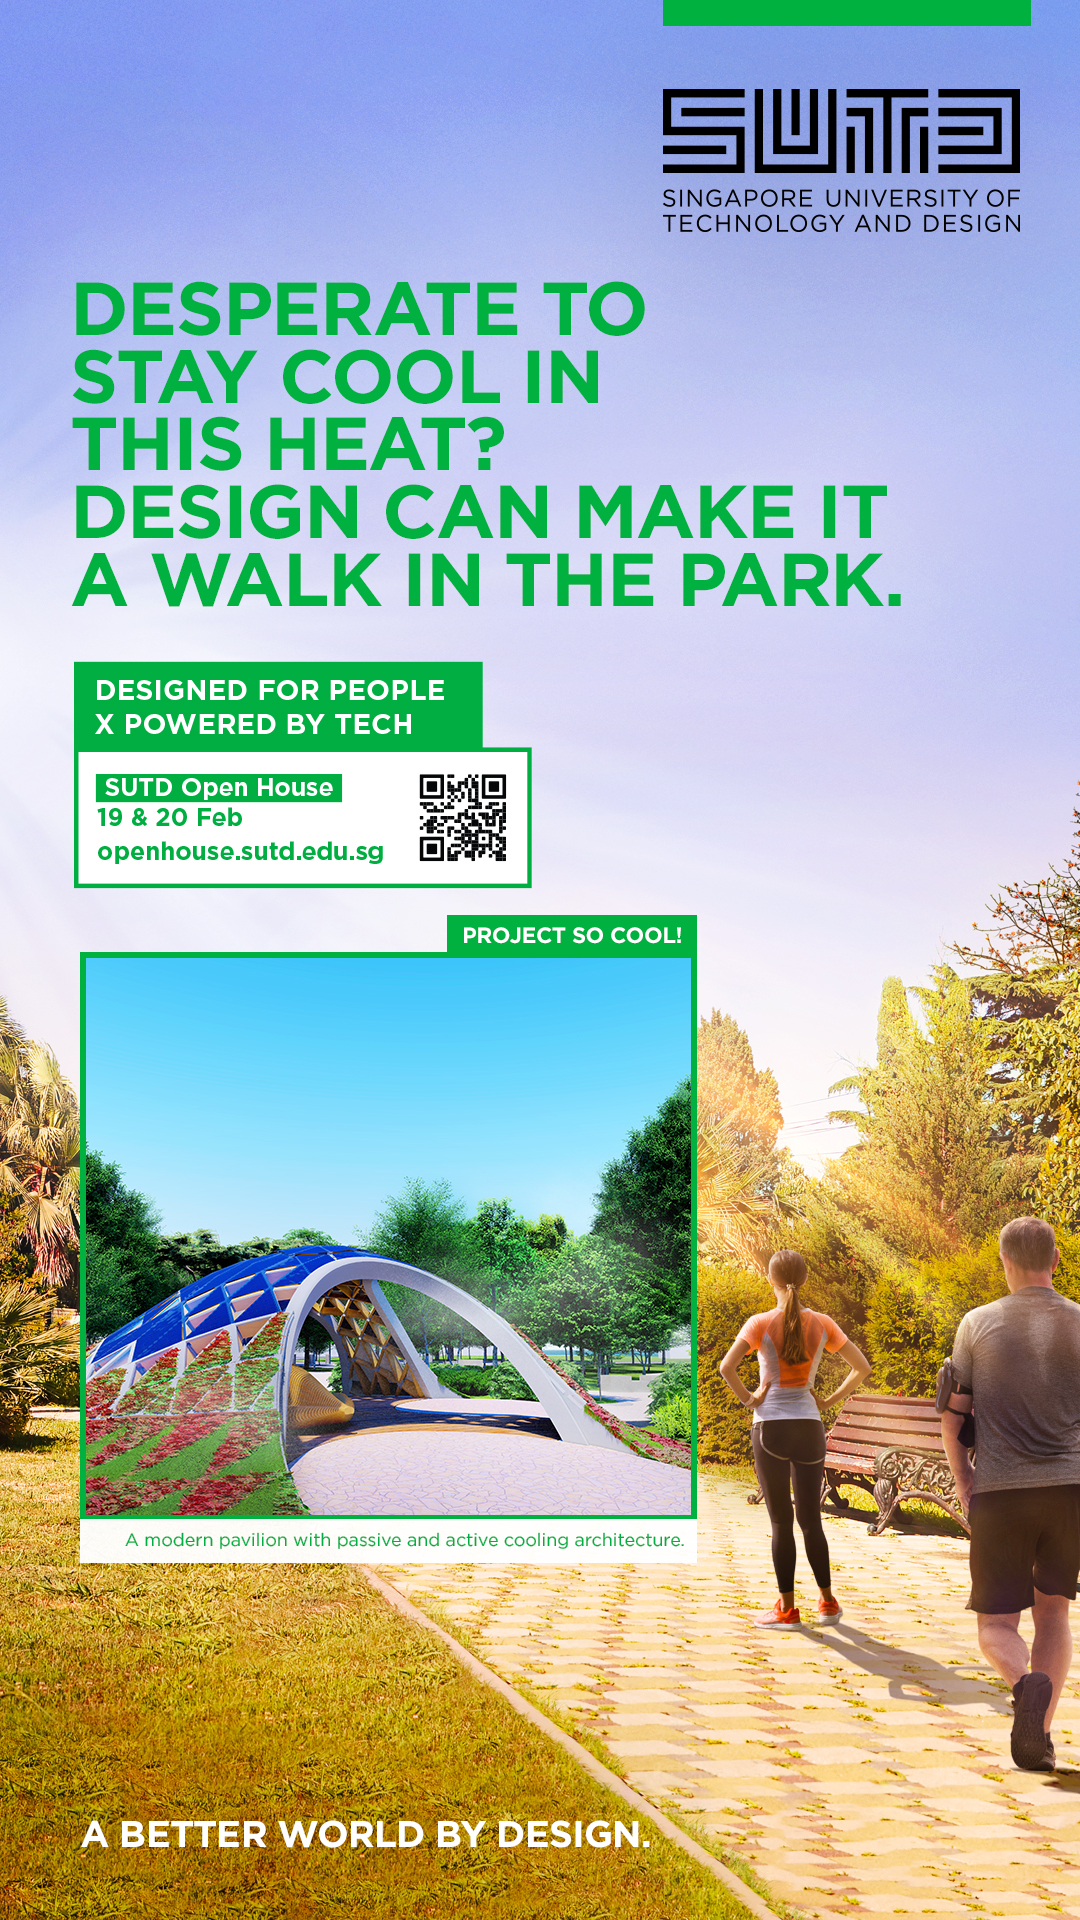 SUTD
SINGAPORE UNIVERSITY OF
TECHNOLOGY AND DESIGN
DESPERATE TO
STAY COOL IN
THIS HEAT?
DESIGN CAN MAKE IT
A WALK IN THE PARK.
DESIGNED FOR PEOPLE
X POWERED BY TECH
SUTD Open House
19 & 20 Feb
openhouse.sutd.edu.sg
PROJECT SO COOL!
A modern pavilion with passive and active cooling architecture.
A BETTER WORLD BY DESIGN.